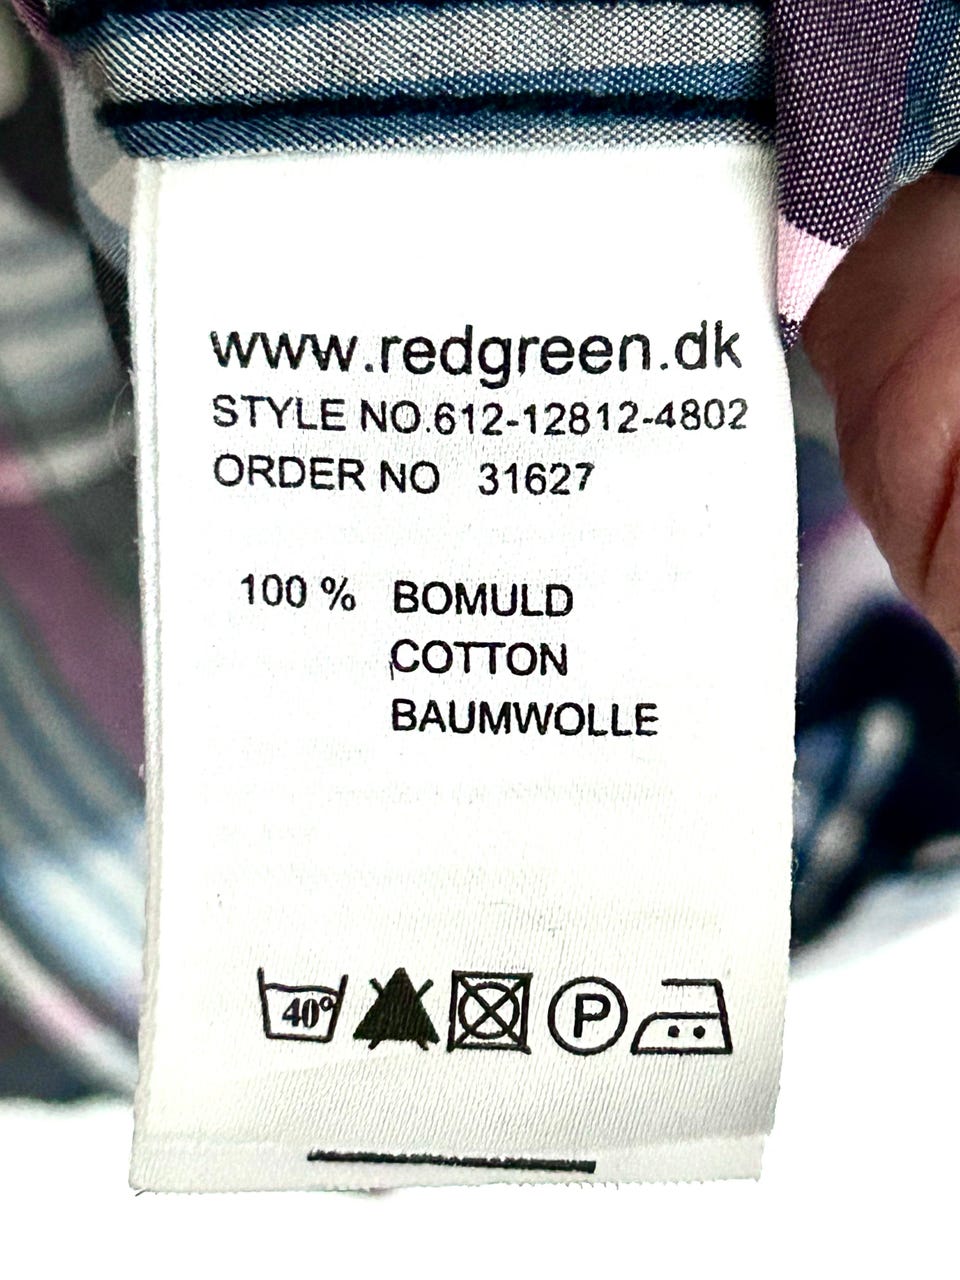 www.redgreen.dk
STYLE NO.612-12812-4802
ORDER NO 31627
100 % BOMULD
COTTON
BAUMWOLLE
40° P